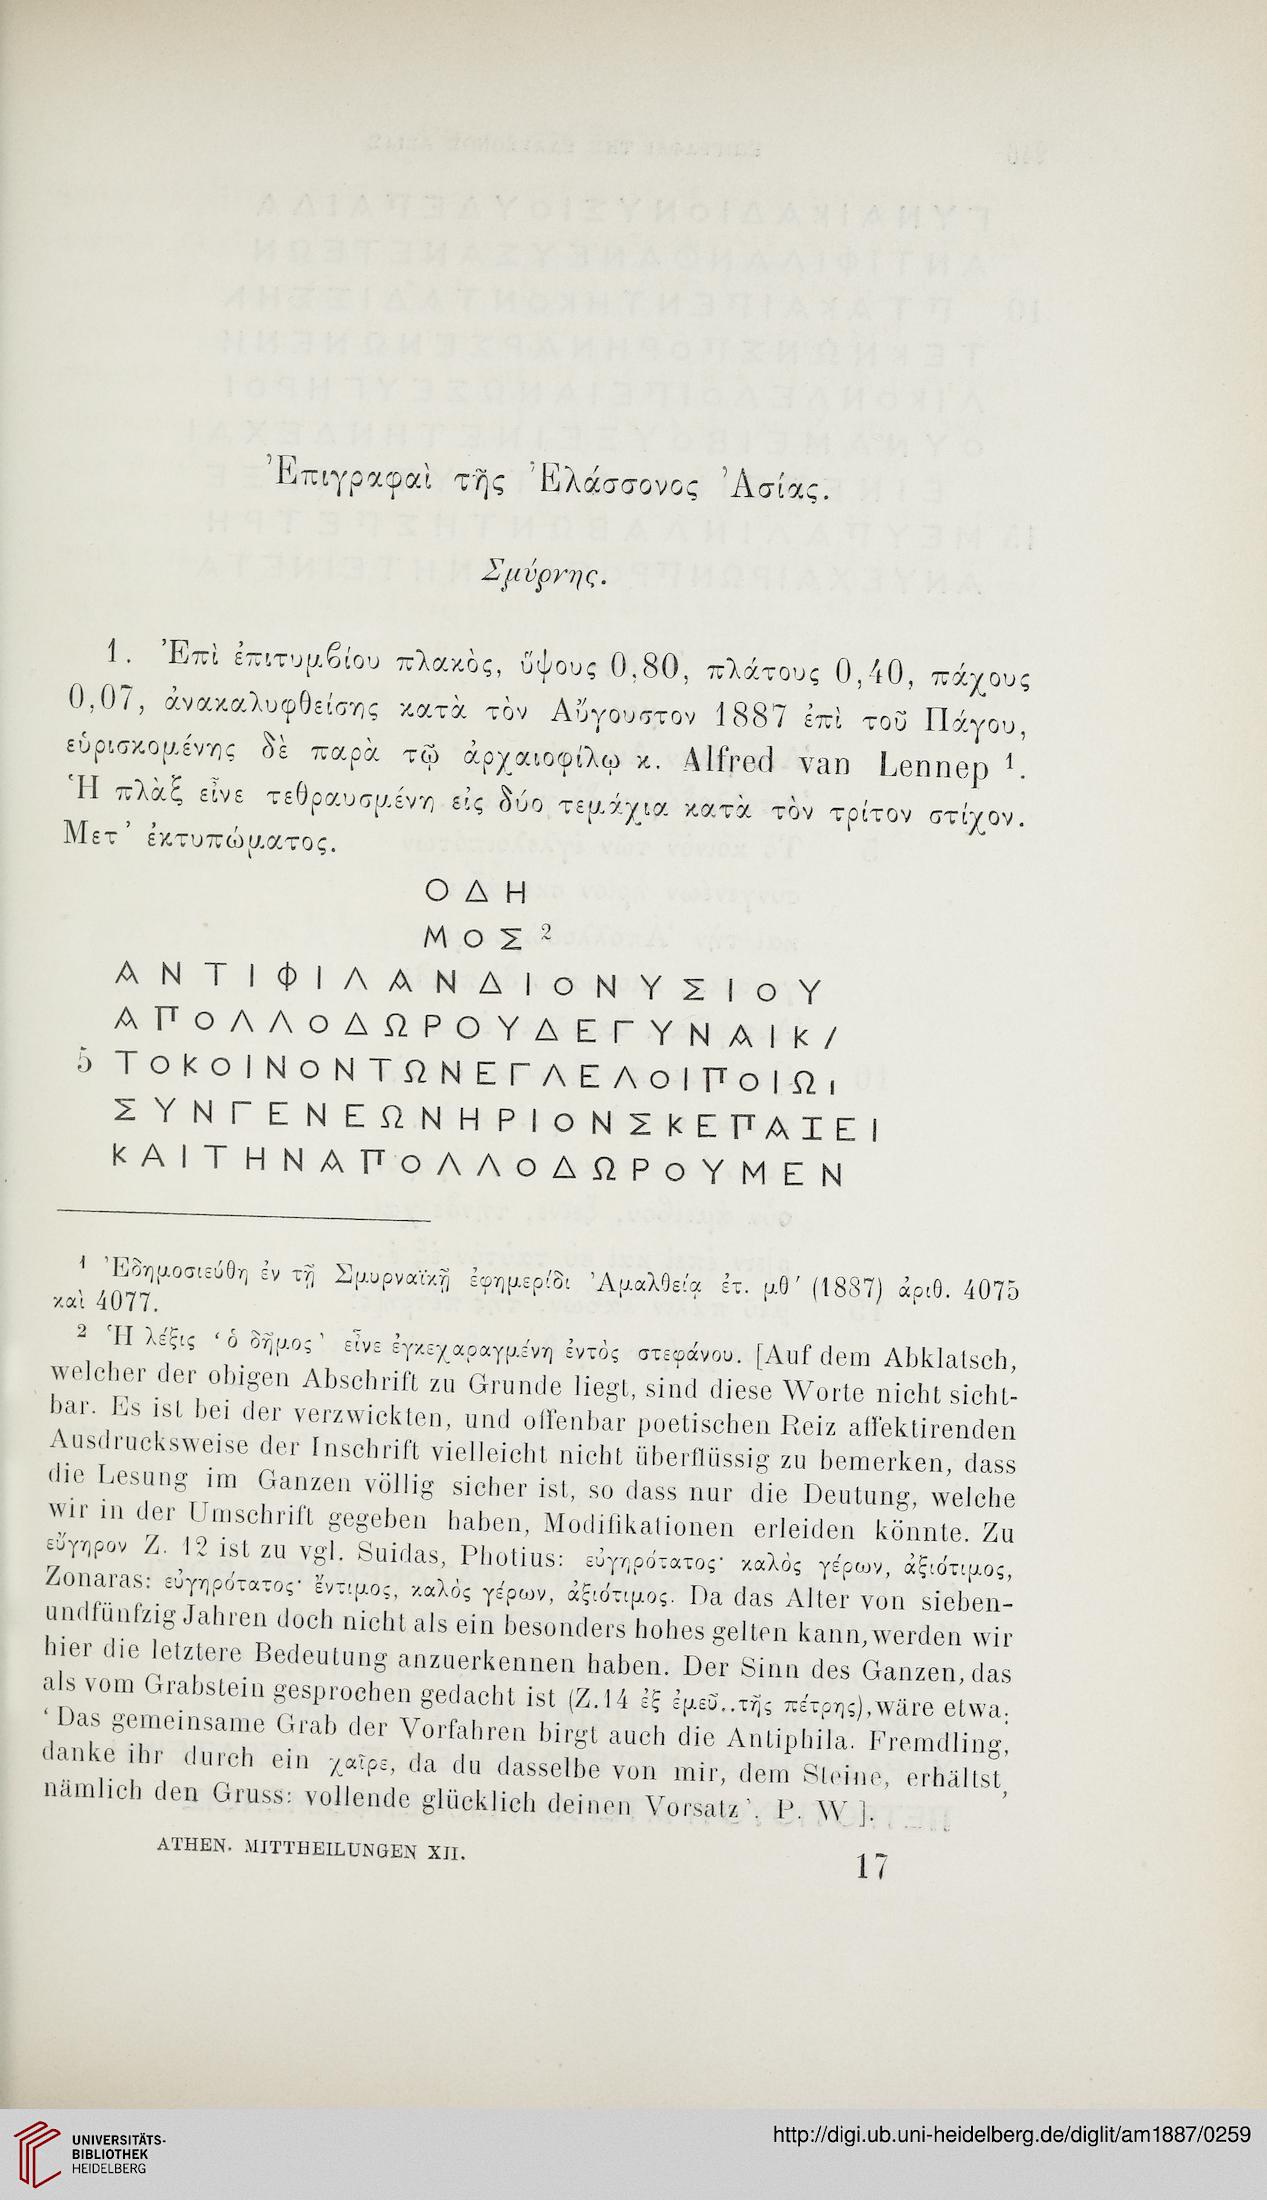 Ἐπιγραφαὶ τῆς Ἐλάσσονος Ἀσίας.
Σμύρνης.
1. Ἐπὶ ἐπιτυμβίου πλακὸς, ὕψους 0,80, πλάτους 0,40, πάχους
0,07, ἀνακαλυφθείσης κατὰ τὸν Αὔγουστον 1887 ἐπὶ τοῦ Πάγου,
εὑρισκομένης δὲ παρὰ τῷ ἀρχαιοφίλῳ κ. Alfred van Lennep ¹.
Ἡ πλὰξ εἶνε τεθραυσμένη εἰς δύο τεμάχια κατὰ τὸν τρίτον στίχον.
Μετ' ἐκτυπώματος.
Ο Δ Η
Μ Ο Σ ²
Α Ν Τ Ι Φ Ι Λ Α Ν Δ Ι Ο Ν Υ Σ Ι Ο Υ
Α Π Ο Λ Λ Ο Δ Ω Ρ Ο Υ Δ Ε Γ Υ Ν Α Ι Κ /
5 Τ Ο Κ Ο Ι Ν Ο Ν Τ Ω Ν Ε Γ Λ Ε Λ Ο Ι Π Ο Ι Ω ι
Σ Υ Ν Γ Ε Ν Ε Ω Ν Η Ρ Ι Ο Ν Σ Κ Ε Π Α Ι Ε Ι
Κ Α Ι Τ Η Ν Α Π Ο Λ Λ Ο Δ Ω Ρ Ο Υ Μ Ε Ν
¹ Ἐδημοσιεύθη ἐν τῇ Σμυρναϊκῇ ἐφημερίδι Ἀμαλθείᾳ ἔτ. μθ′ (1887) ἀριθ. 4075
καὶ 4077.
² Ἡ λέξις ‘ὁ δῆμος’ εἶνε ἐγκεχαραγμένη ἐντὸς στεφάνου. [Auf dem Abklatsch,
welcher der obigen Abschrift zu Grunde liegt, sind diese Worte nicht sicht-
bar. Es ist bei der verzwickten, und offenbar poetischen Reiz affektirenden
Ausdrucksweise der Inschrift vielleicht nicht überflüssig zu bemerken, dass
die Lesung im Ganzen völlig sicher ist, so dass nur die Deutung, welche
wir in der Umschrift gegeben haben, Modifikationen erleiden könnte. Zu
εὔγηρον Z. 12 ist zu vgl. Suidas, Photius: εὐγηρότατος· καλὸς γέρων, ἀξιότιμος,
Zonaras: εὐγηρότατος· ἔντιμος, καλὸς γέρων, ἀξιότιμος. Da das Alter von sieben-
undfünfzig Jahren doch nicht als ein besonders hohes gelten kann, werden wir
hier die letztere Bedeutung anzuerkennen haben. Der Sinn des Ganzen, das
als vom Grabstein gesprochen gedacht ist (Z. 14 ἐξ ἐμεῦ..τῆς πέτρης), wäre etwa:
‘Das gemeinsame Grab der Vorfahren birgt auch die Antiphila. Fremdling,
danke ihr durch ein χαῖρε, da du dasselbe von mir, dem Steine, erhältst,
nämlich den Gruss: vollende glücklich deinen Vorsatz’. P. W.].
ATHEN. MITTHEILUNGEN XII.
17
UNIVERSITÄTS-
BIBLIOTHEK
HEIDELBERG
http://digi.ub.uni-heidelberg.de/diglit/am1887/0259